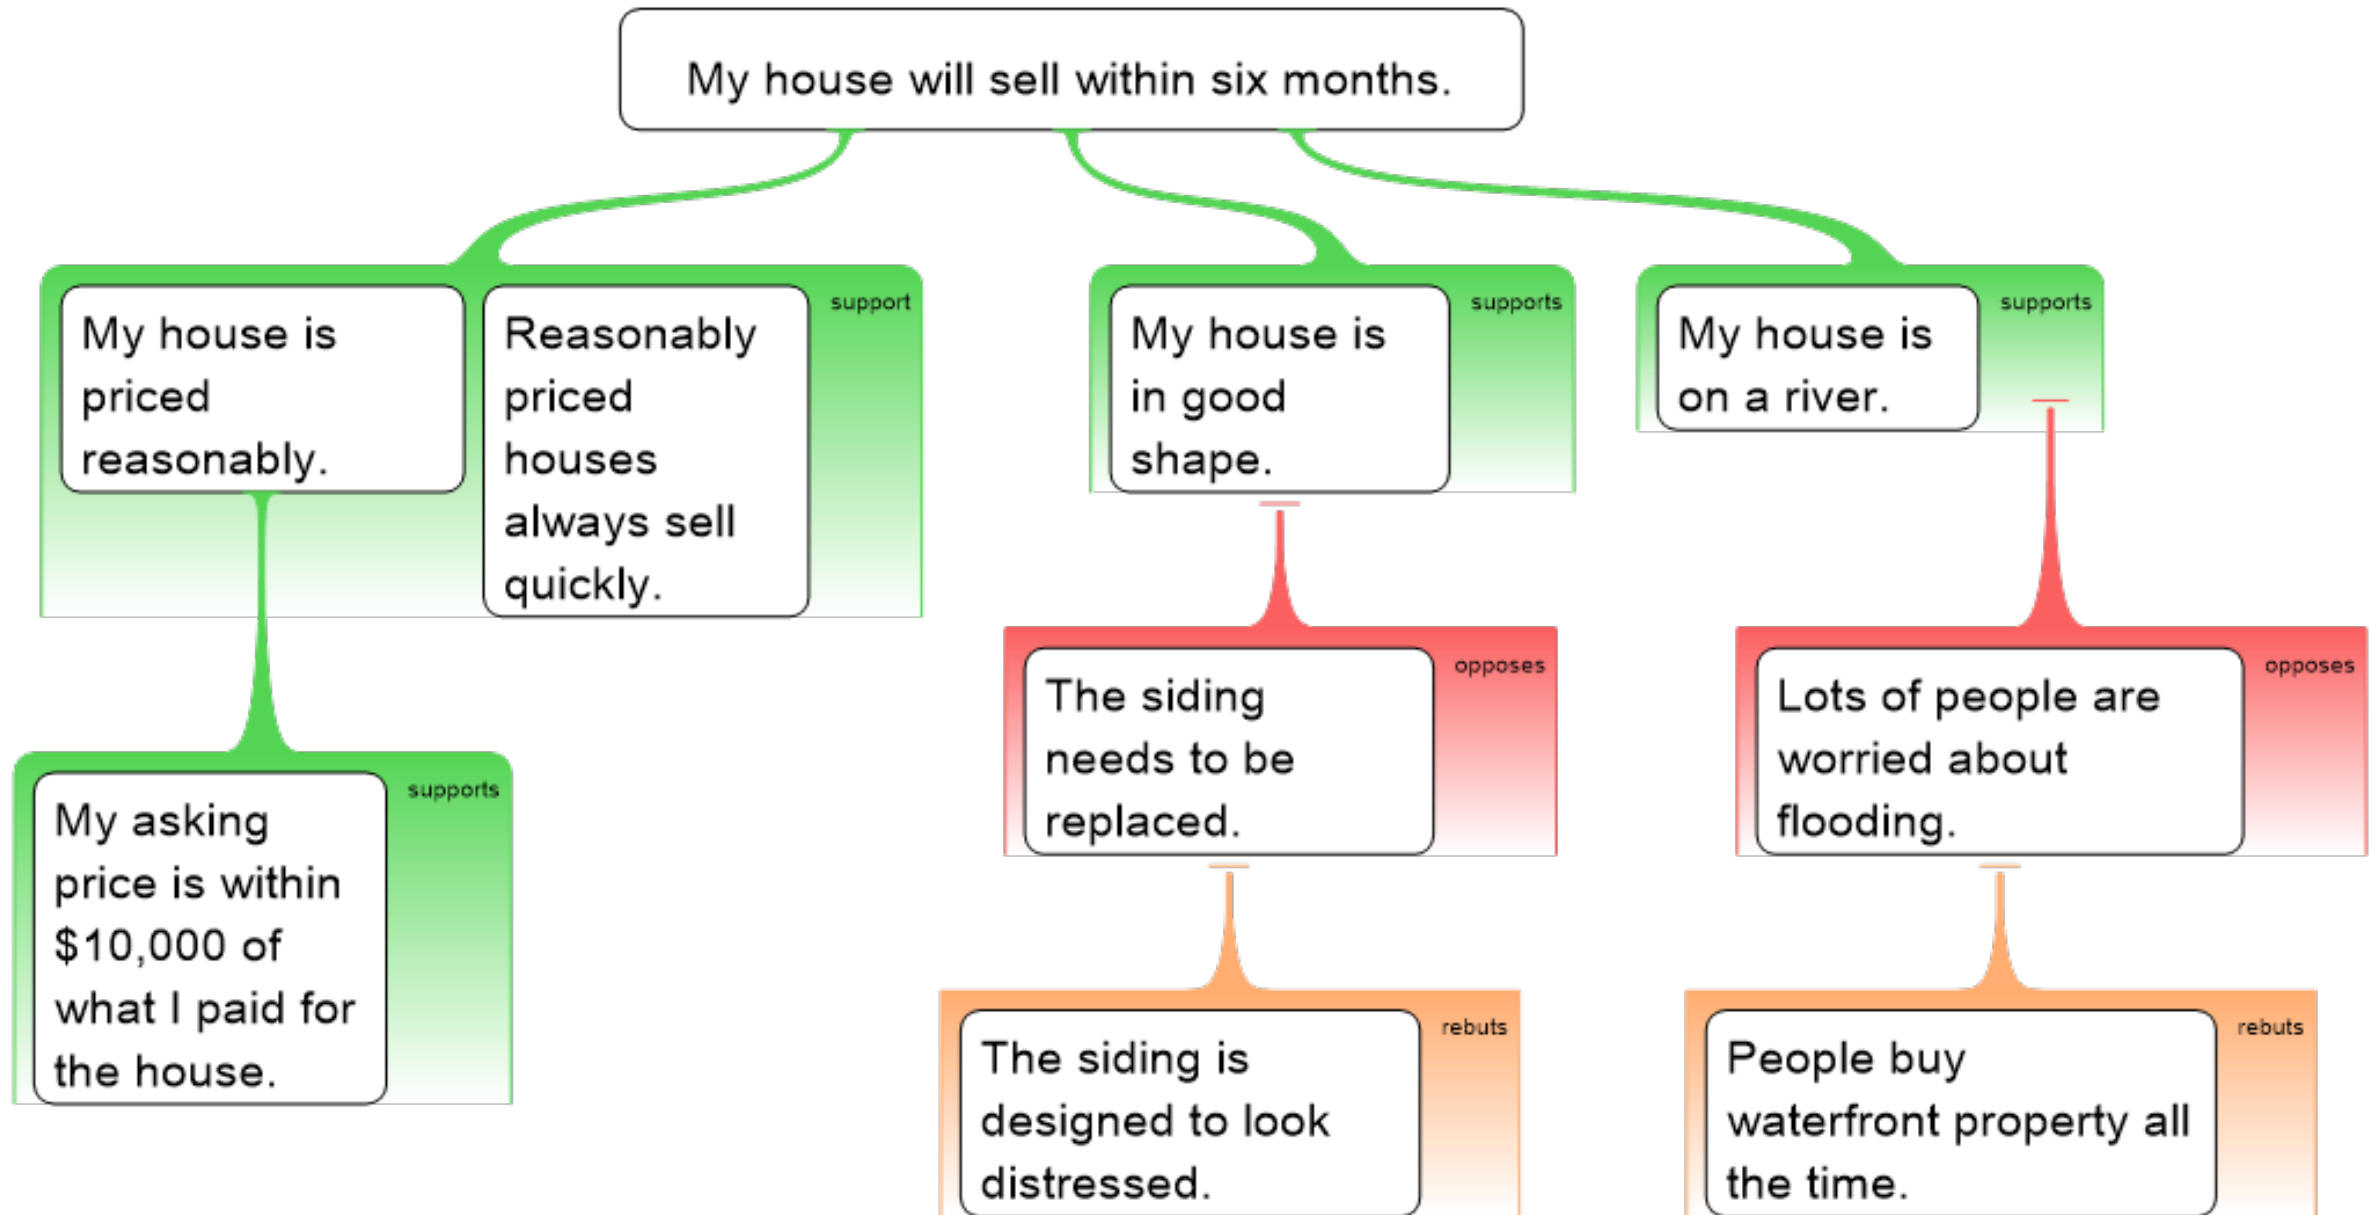 My house will sell within six months.
My house is
priced
reasonably.
Reasonably
priced
houses
always sell
quickly.
support
My house is
in good
shape.
supports
My house is
on a river.
supports
My asking
price is within
$10,000 of
what I paid for
the house.
supports
The siding
needs to be
replaced.
opposes
Lots of people are
worried about
flooding.
opposes
The siding is
designed to look
distressed.
rebuts
People buy
waterfront property all
the time.
rebuts